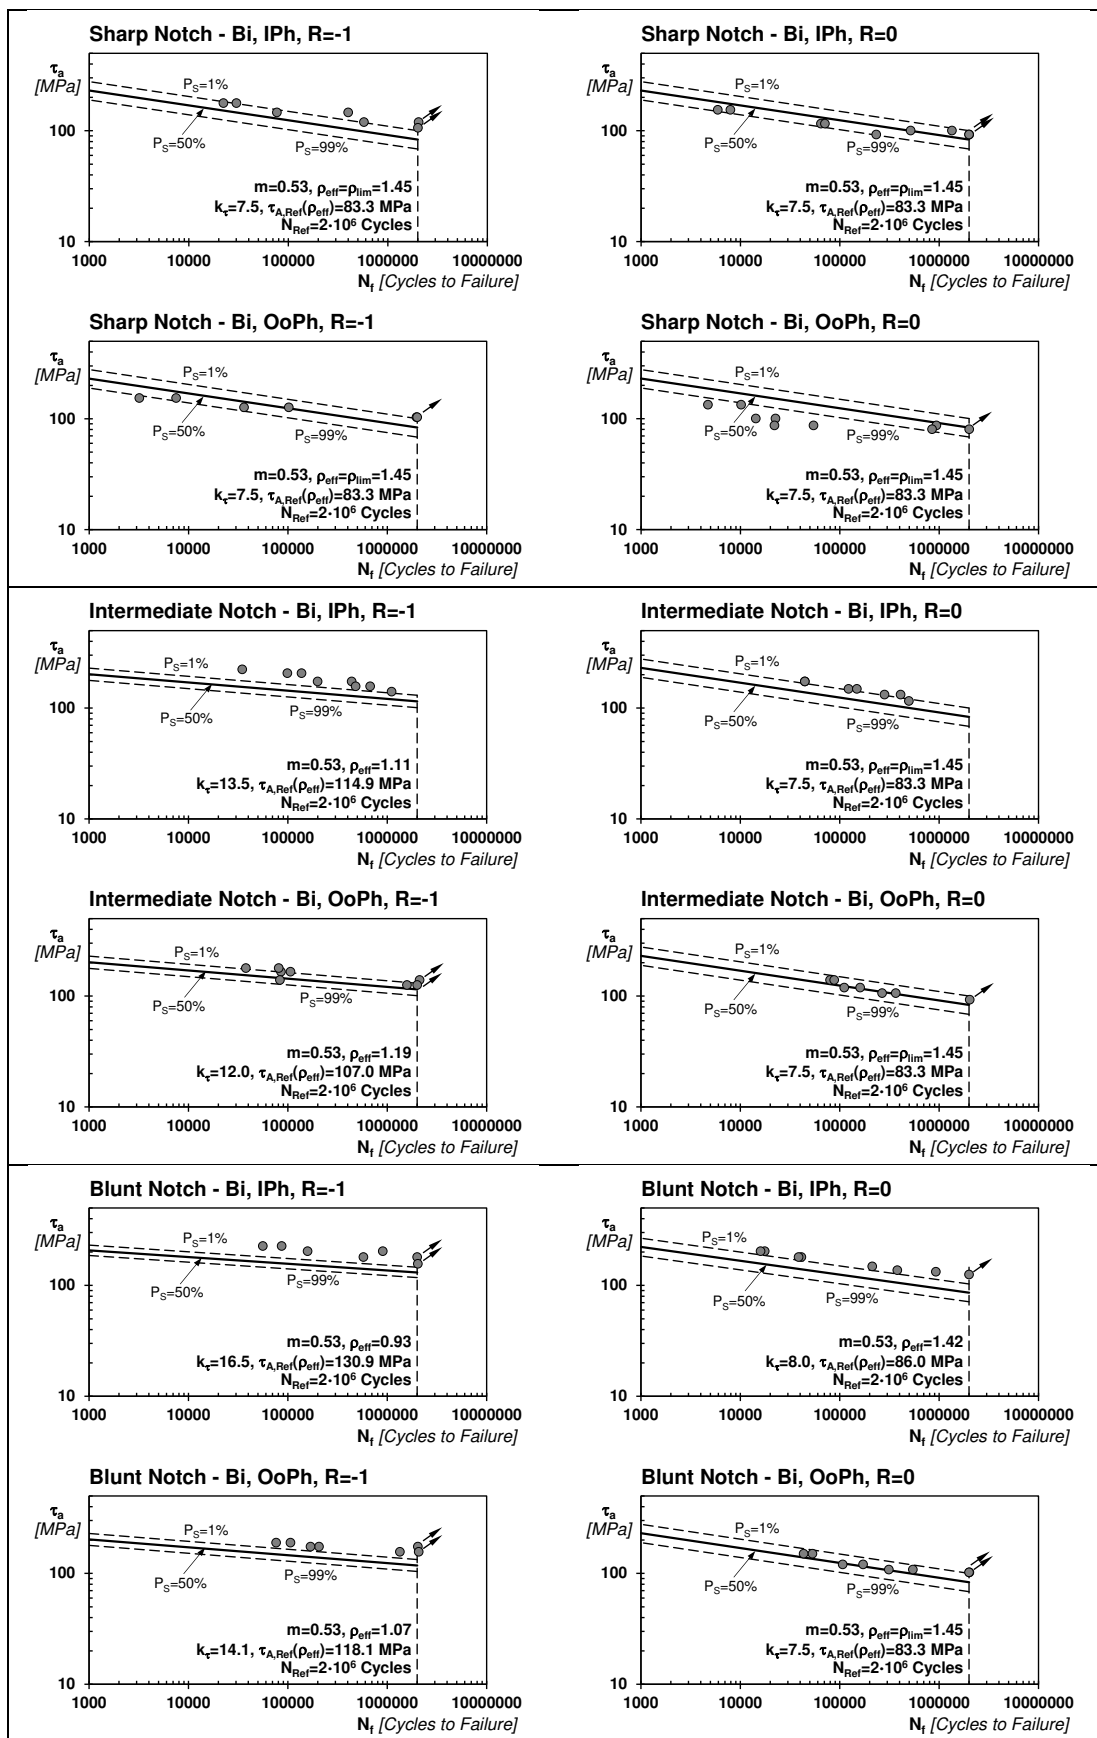 Sharp Notch - Bi, IPh, R=-1
τa
[MPa]
PS=1%
100
PS=50%
PS=99%
m=0.53, ρeff=ρlim=1.45
kτ=7.5, τA,Ref(ρeff)=83.3 MPa
NRef=2·10⁶ Cycles
10
1000 10000 100000 1000000 10000000
Nf [Cycles to Failure]
Sharp Notch - Bi, IPh, R=0
τa
[MPa]
PS=1%
100
PS=50%
PS=99%
m=0.53, ρeff=ρlim=1.45
kτ=7.5, τA,Ref(ρeff)=83.3 MPa
NRef=2·10⁶ Cycles
10
1000 10000 100000 1000000 10000000
Nf [Cycles to Failure]
Sharp Notch - Bi, OoPh, R=-1
τa
[MPa]
PS=1%
100
PS=50%
PS=99%
m=0.53, ρeff=ρlim=1.45
kτ=7.5, τA,Ref(ρeff)=83.3 MPa
NRef=2·10⁶ Cycles
10
1000 10000 100000 1000000 10000000
Nf [Cycles to Failure]
Sharp Notch - Bi, OoPh, R=0
τa
[MPa]
PS=1%
100
PS=50%
PS=99%
m=0.53, ρeff=ρlim=1.45
kτ=7.5, τA,Ref(ρeff)=83.3 MPa
NRef=2·10⁶ Cycles
10
1000 10000 100000 1000000 10000000
Nf [Cycles to Failure]
Intermediate Notch - Bi, IPh, R=-1
τa
[MPa]
PS=1%
100
PS=50%
PS=99%
m=0.53, ρeff=1.11
kτ=13.5, τA,Ref(ρeff)=114.9 MPa
NRef=2·10⁶ Cycles
10
1000 10000 100000 1000000 10000000
Nf [Cycles to Failure]
Intermediate Notch - Bi, IPh, R=0
τa
[MPa]
PS=1%
100
PS=50%
PS=99%
m=0.53, ρeff=ρlim=1.45
kτ=7.5, τA,Ref(ρeff)=83.3 MPa
NRef=2·10⁶ Cycles
10
1000 10000 100000 1000000 10000000
Nf [Cycles to Failure]
Intermediate Notch - Bi, OoPh, R=-1
τa
[MPa]
PS=1%
100
PS=50%
PS=99%
m=0.53, ρeff=1.19
kτ=12.0, τA,Ref(ρeff)=107.0 MPa
NRef=2·10⁶ Cycles
10
1000 10000 100000 1000000 10000000
Nf [Cycles to Failure]
Intermediate Notch - Bi, OoPh, R=0
τa
[MPa]
PS=1%
100
PS=50%
PS=99%
m=0.53, ρeff=ρlim=1.45
kτ=7.5, τA,Ref(ρeff)=83.3 MPa
NRef=2·10⁶ Cycles
10
1000 10000 100000 1000000 10000000
Nf [Cycles to Failure]
Blunt Notch - Bi, IPh, R=-1
τa
[MPa]
PS=1%
100
PS=50%
PS=99%
m=0.53, ρeff=0.93
kτ=16.5, τA,Ref(ρeff)=130.9 MPa
NRef=2·10⁶ Cycles
10
1000 10000 100000 1000000 10000000
Nf [Cycles to Failure]
Blunt Notch - Bi, IPh, R=0
τa
[MPa]
PS=1%
100
PS=50%
PS=99%
m=0.53, ρeff=1.42
kτ=8.0, τA,Ref(ρeff)=86.0 MPa
NRef=2·10⁶ Cycles
10
1000 10000 100000 1000000 10000000
Nf [Cycles to Failure]
Blunt Notch - Bi, OoPh, R=-1
τa
[MPa]
PS=1%
100
PS=50%
PS=99%
m=0.53, ρeff=1.07
kτ=14.1, τA,Ref(ρeff)=118.1 MPa
NRef=2·10⁶ Cycles
10
1000 10000 100000 1000000 10000000
Nf [Cycles to Failure]
Blunt Notch - Bi, OoPh, R=0
τa
[MPa]
PS=1%
100
PS=50%
PS=99%
m=0.53, ρeff=ρlim=1.45
kτ=7.5, τA,Ref(ρeff)=83.3 MPa
NRef=2·10⁶ Cycles
10
1000 10000 100000 1000000 10000000
Nf [Cycles to Failure]